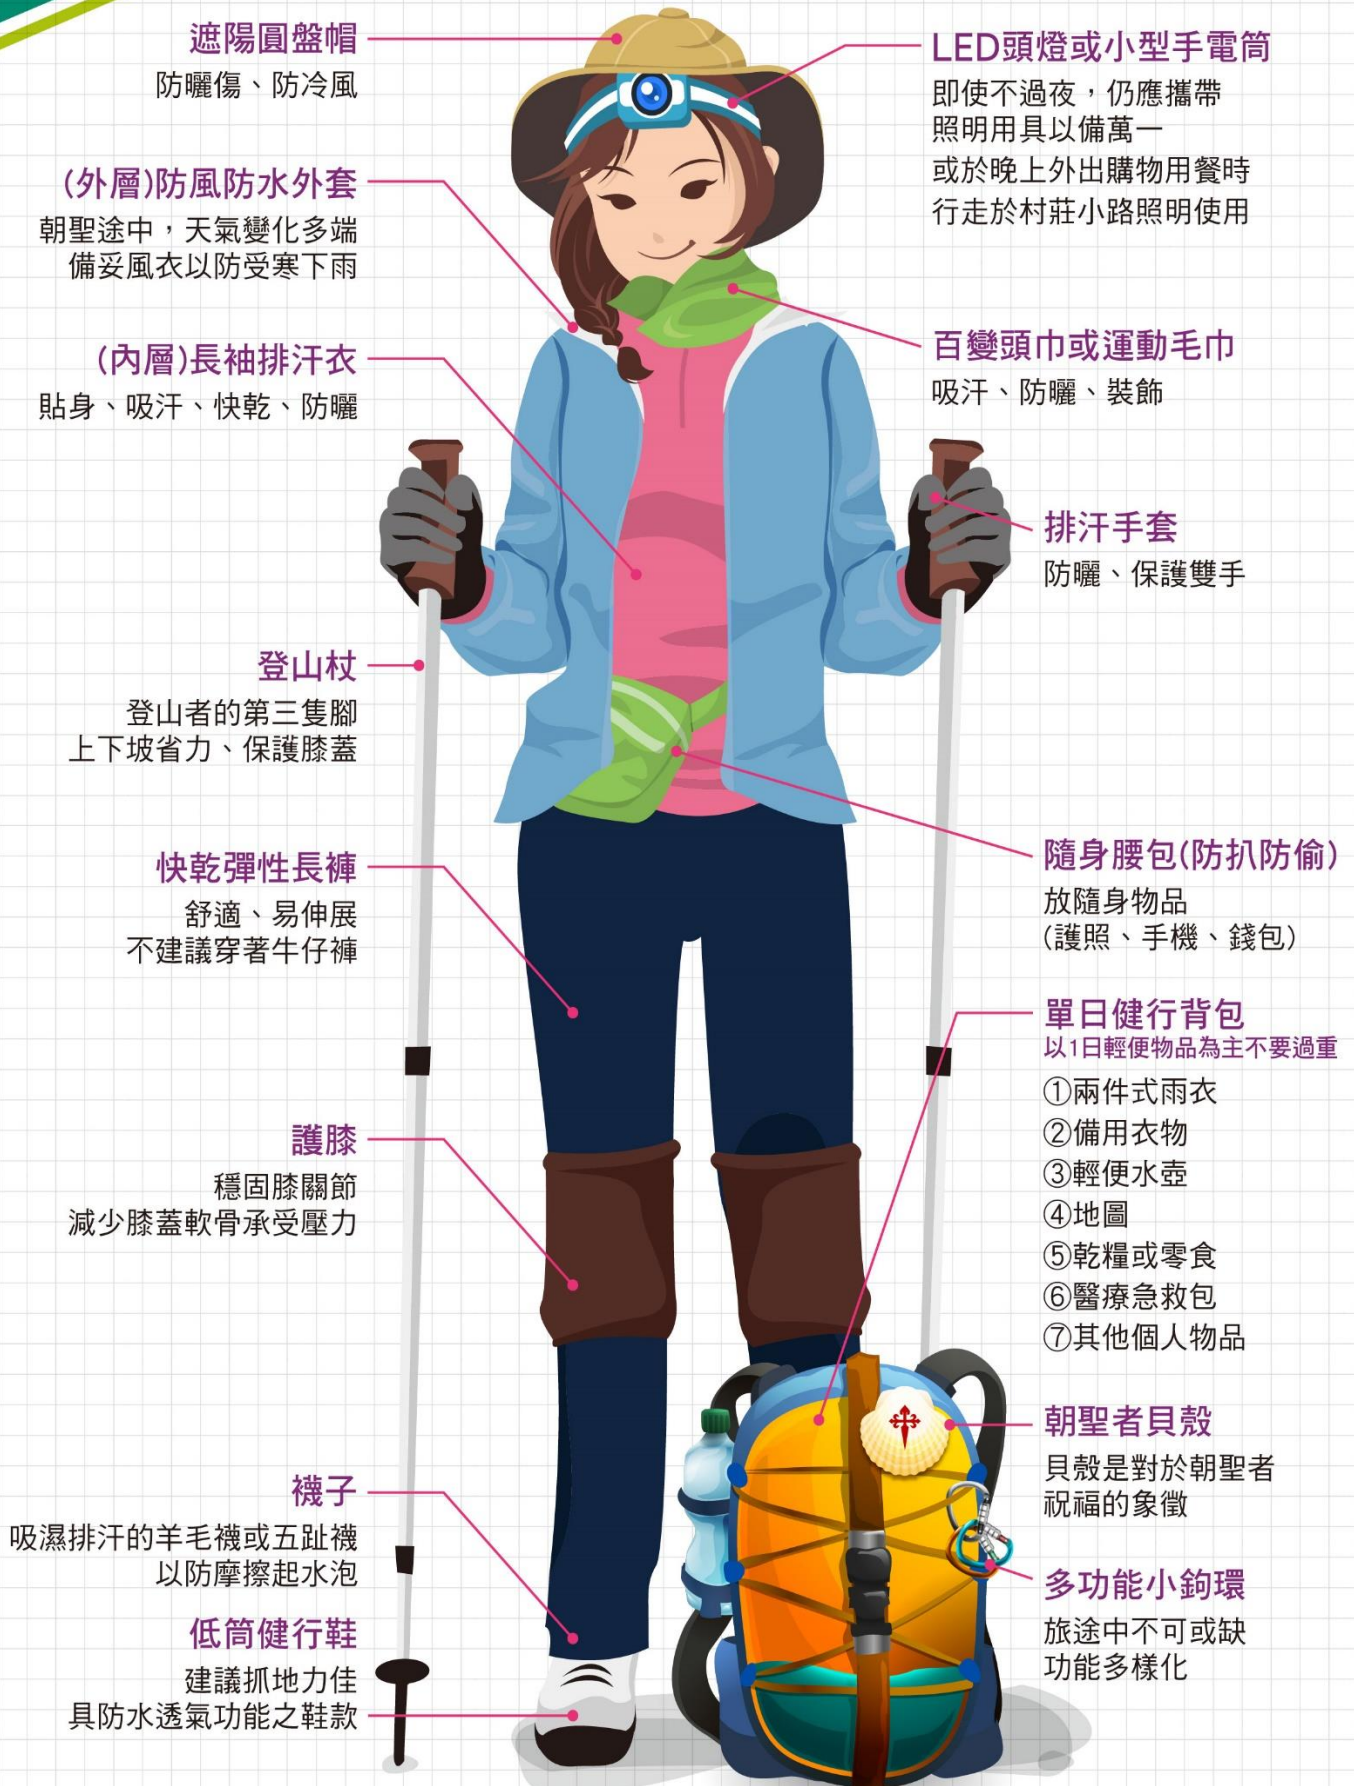 遮陽圓盤帽
防曬傷、防冷風
(外層)防風防水外套
朝聖途中，天氣變化多端
備妥風衣以防受寒下雨
(內層)長袖排汗衣
貼身、吸汗、快乾、防曬
登山杖
登山者的第三隻腳
上下坡省力、保護膝蓋
快乾彈性長褲
舒適、易伸展
不建議穿著牛仔褲
護膝
穩固膝關節
減少膝蓋軟骨承受壓力
襪子
吸濕排汗的羊毛襪或五趾襪
以防摩擦起水泡
低筒健行鞋
建議抓地力佳
具防水透氣功能之鞋款
LED頭燈或小型手電筒
即使不過夜，仍應攜帶
照明用具以備萬一
或於晚上外出購物用餐時
行走於村莊小路照明使用
百變頭巾或運動毛巾
吸汗、防曬、裝飾
排汗手套
防曬、保護雙手
隨身腰包(防扒防偷)
放隨身物品
(護照、手機、錢包)
單日健行背包
以1日輕便物品為主不要過重
①兩件式雨衣
②備用衣物
③輕便水壺
④地圖
⑤乾糧或零食
⑥醫療急救包
⑦其他個人物品
朝聖者貝殼
貝殼是對於朝聖者
祝福的象徵
多功能小鉤環
旅途中不可或缺
功能多樣化